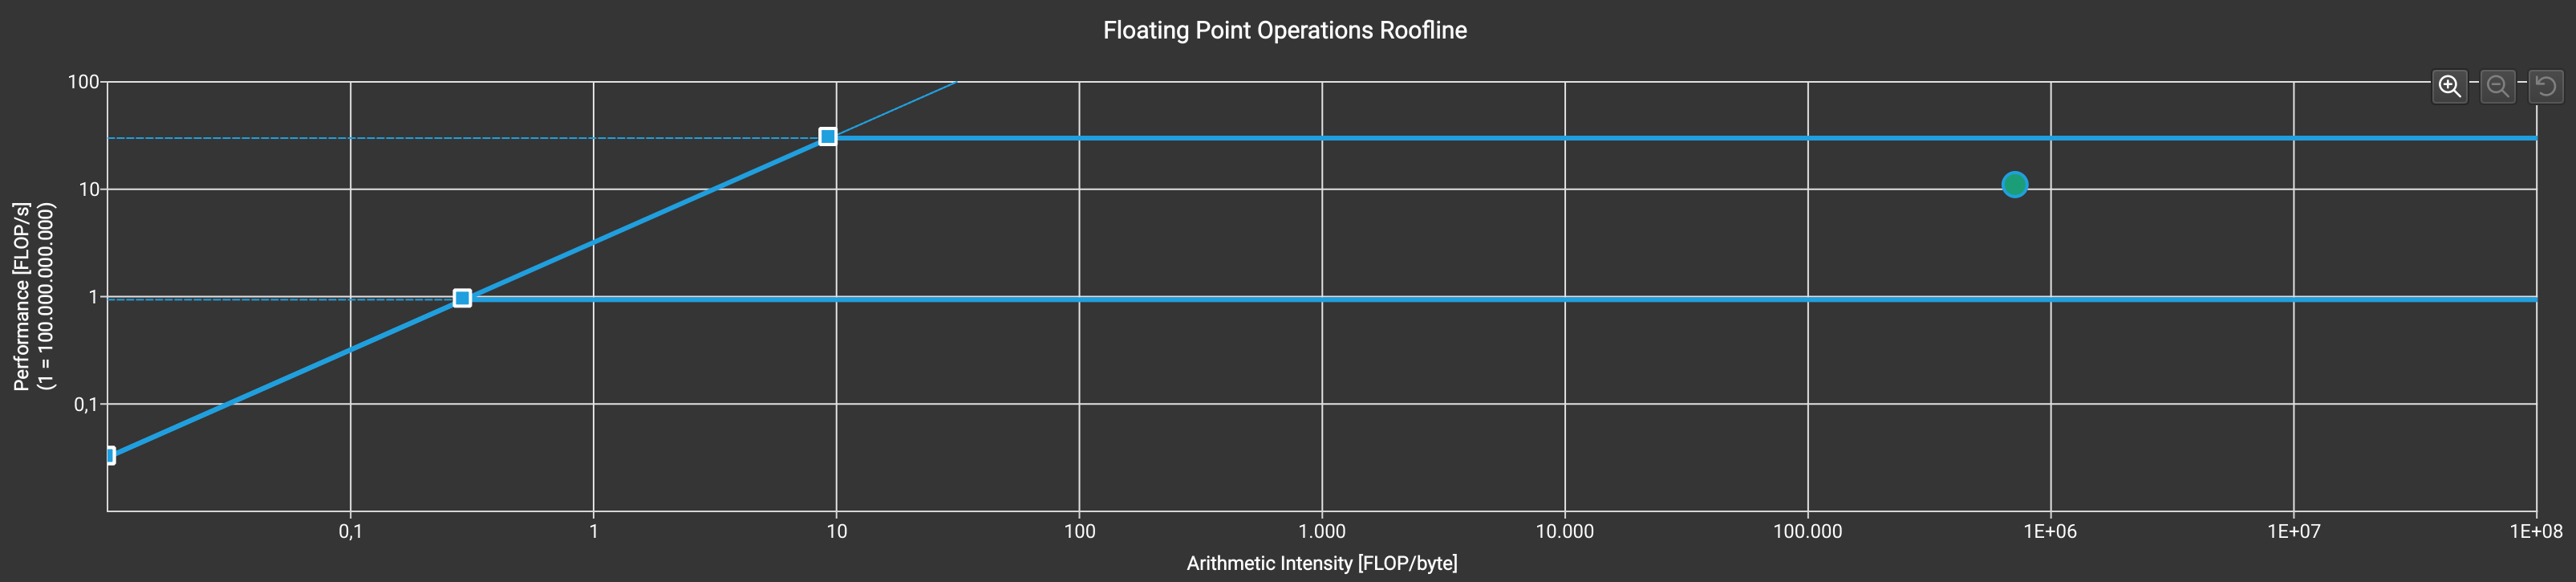 Floating Point Operations Roofline
100
10
1
0,1
Performance [FLOP/s]
(1 = 100.000.000.000)
0,1 1 10 100 1.000 10.000 100.000 1E+06 1E+07 1E+08
Arithmetic Intensity [FLOP/byte]